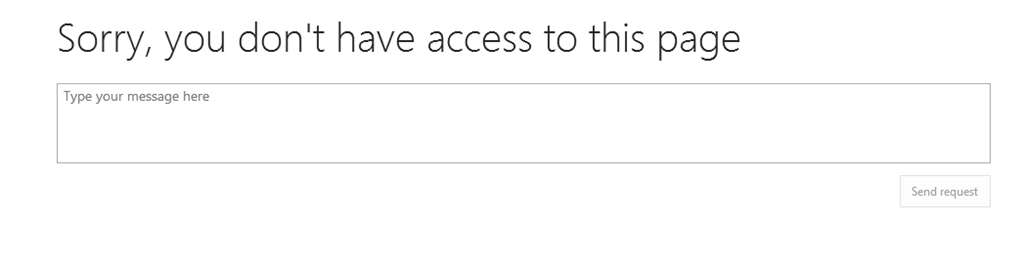 Sorry, you don't have access to this page
Type your message here
Send request